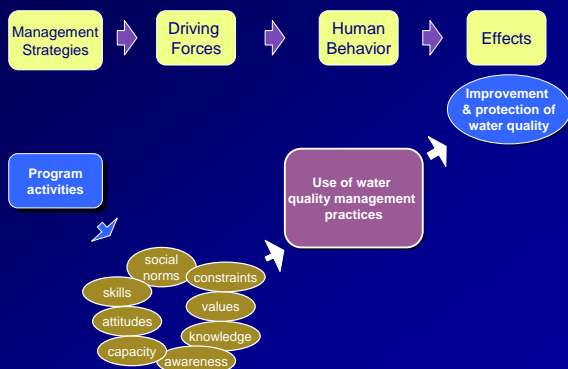 Management
Strategies
Driving
Forces
Human
Behavior
Effects
Improvement
& protection of
water quality
Program
activities
Use of water
quality management
practices
social
norms
constraints
skills
values
attitudes
knowledge
capacity
awareness